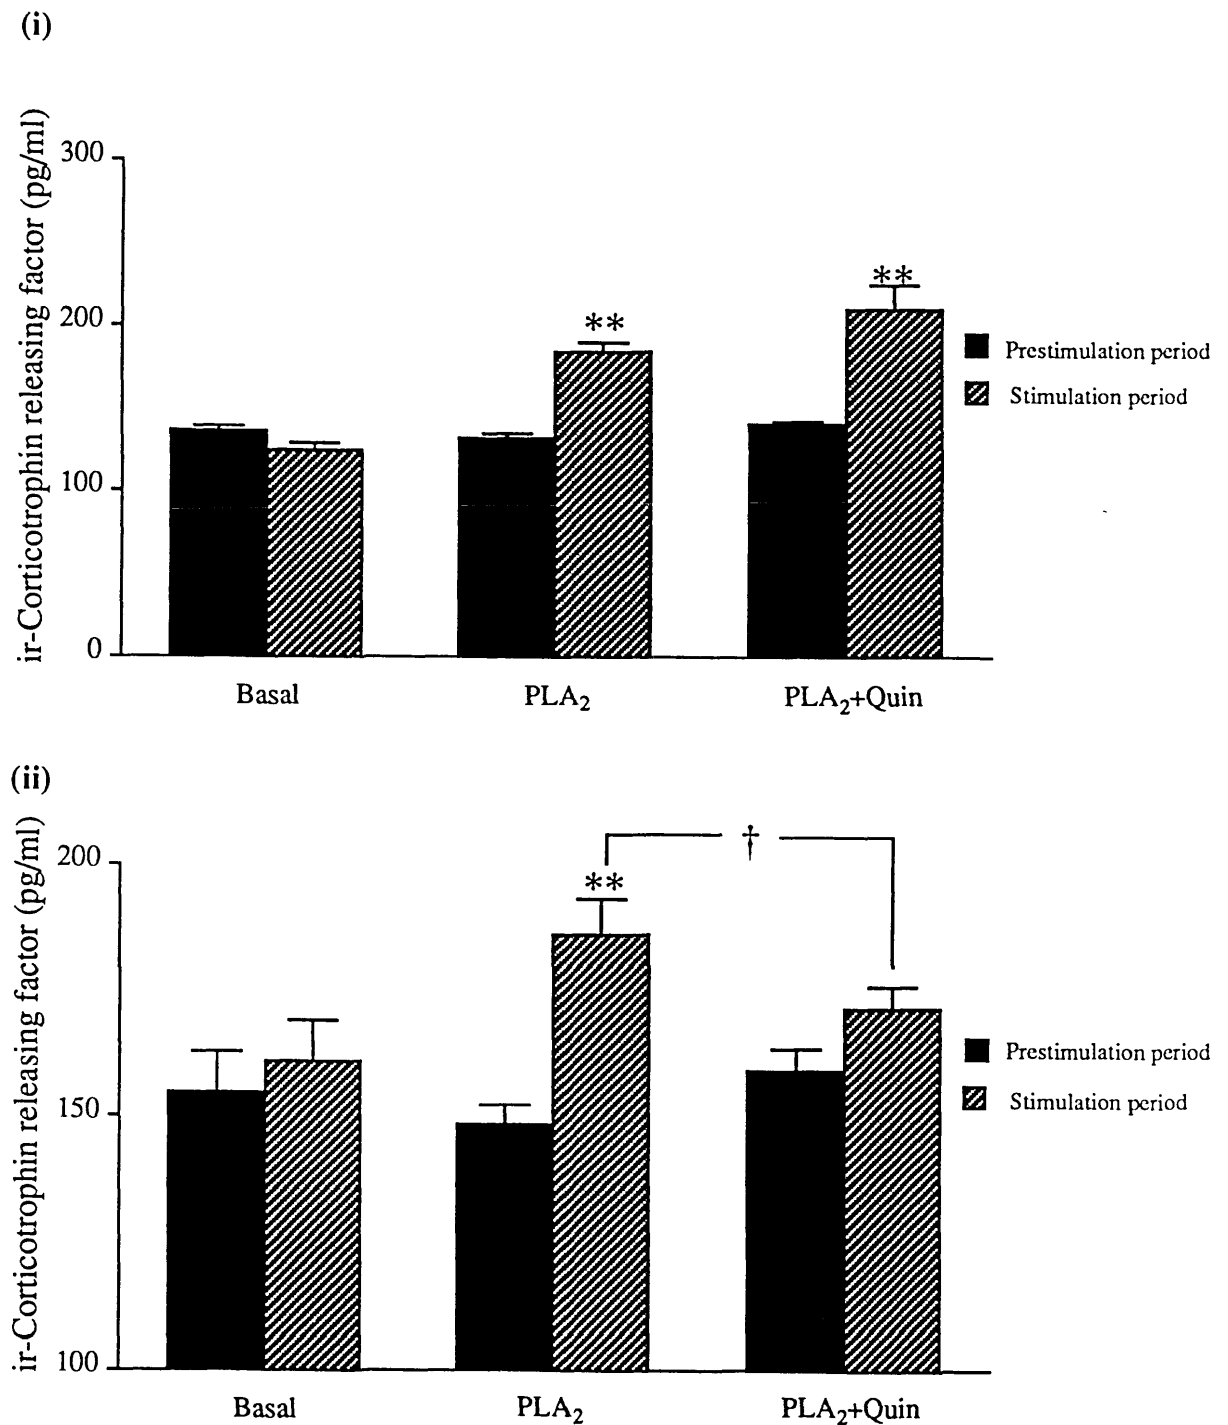 (i)
ir-Corticotrophin releasing factor (pg/ml)
300
200
100
0
**
**
Prestimulation period
Stimulation period
Basal
PLA₂
PLA₂+Quin
(ii)
ir-Corticotrophin releasing factor (pg/ml)
200
150
100
†
**
Prestimulation period
Stimulation period
Basal
PLA₂
PLA₂+Quin